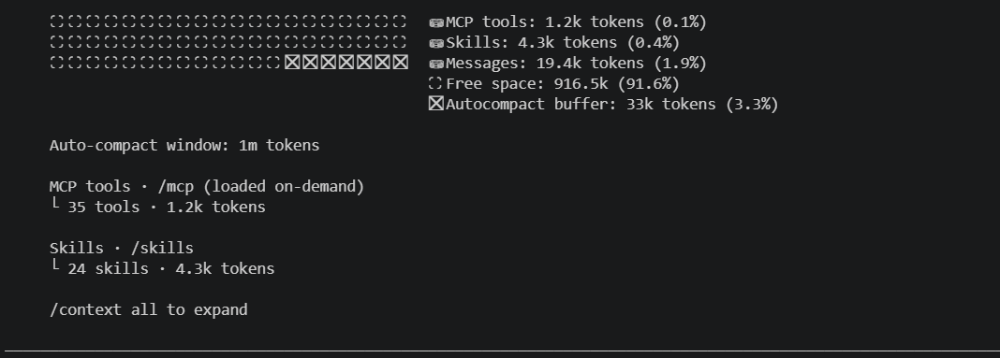 MCP tools: 1.2k tokens (0.1%)
Skills: 4.3k tokens (0.4%)
Messages: 19.4k tokens (1.9%)
Free space: 916.5k (91.6%)
Autocompact buffer: 33k tokens (3.3%)
Auto-compact window: 1m tokens
MCP tools · /mcp (loaded on-demand)
└ 35 tools · 1.2k tokens
Skills · /skills
└ 24 skills · 4.3k tokens
/context all to expand